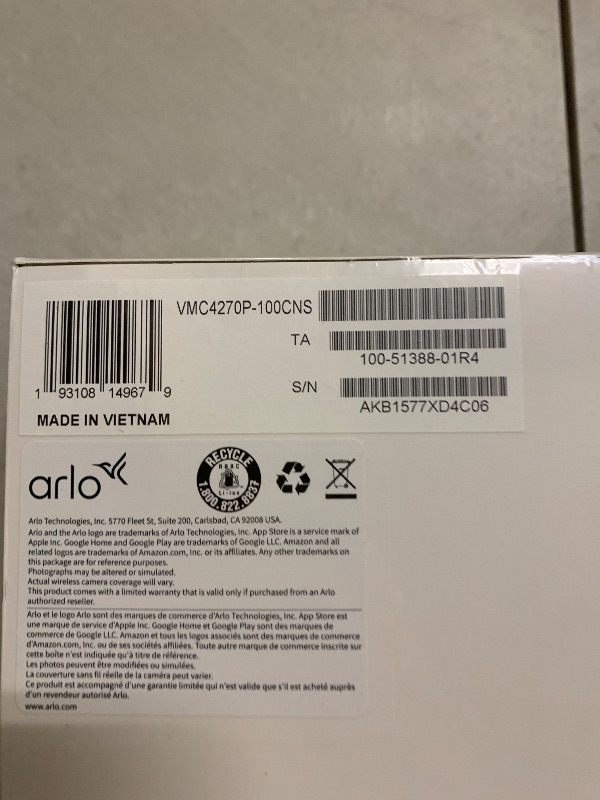 VMC4270P-100CNS
TA
100-51388-01R4
S/N
AKB1577XD4C06
1 93108 14967 9
MADE IN VIETNAM
arlo
RECYCLE
RBRC
Li-ion
1.800.822.8837
Arlo Technologies, Inc. 5770 Fleet St, Suite 200, Carlsbad, CA 92008 USA.
Arlo and the Arlo logo are trademarks of Arlo Technologies, Inc. App Store is a service mark of
Apple Inc. Google Home and Google Play are trademarks of Google LLC. Amazon and all
related logos are trademarks of Amazon.com, Inc. or its affiliates. Any other trademarks on
this package are for reference purposes.
Photographs may be altered or simulated.
Actual wireless camera coverage will vary.
This product comes with a limited warranty that is valid only if purchased from an Arlo
authorized reseller.
Arlo et le logo Arlo sont des marques de commerce d'Arlo Technologies, Inc. App Store est
une marque de service d'Apple Inc. Google Home et Google Play sont des marques de
commerce de Google LLC. Amazon et tous les logos associés sont des marques de commerce
d'Amazon.com, Inc. ou de ses sociétés affiliées. Toute autre marque de commerce inscrite sur
cette boîte n'est indiquée qu'à titre de référence.
Les photos peuvent être modifiées ou simulées.
La couverture sans fil réelle de la caméra peut varier.
Ce produit est accompagné d'une garantie limitée qui n'est valide que s'il est acheté auprès
d'un revendeur autorisé Arlo.
www.arlo.com